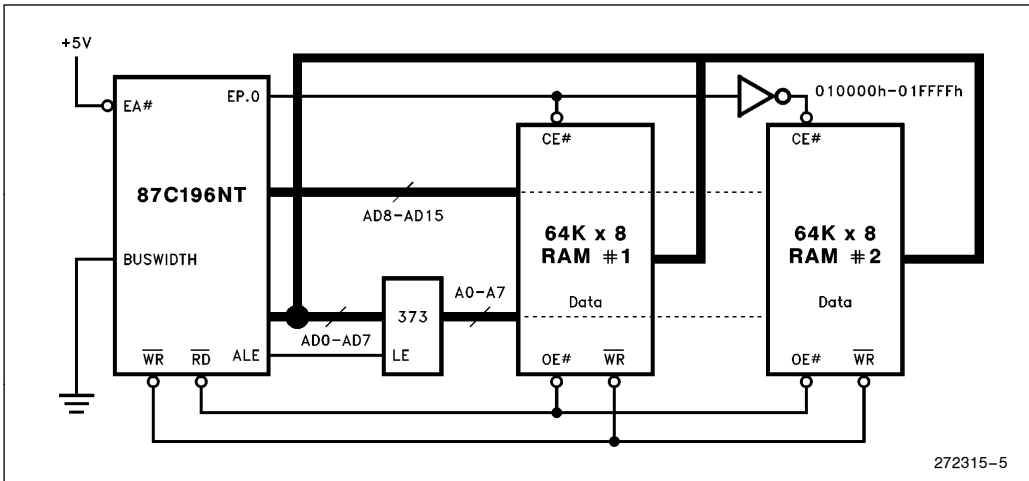 +5V
EA#
EP.0
010000h-01FFFFh
CE#
CE#
87C196NT
AD8-AD15
64K x 8
RAM #1
64K x 8
RAM #2
BUSWIDTH
A0-A7
373
Data
Data
AD0-AD7
WR
RD
ALE
LE
OE#
WR
OE#
WR
272315-5